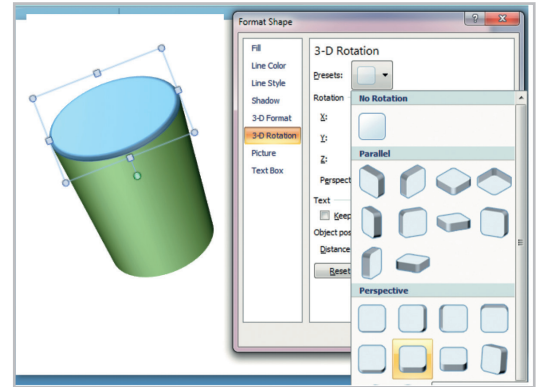 Format Shape
Fill
Line Color
Line Style
Shadow
3-D Format
3-D Rotation
Picture
Text Box
3-D Rotation
Presets:
Rotation
X:
Y:
Z:
Perspect
Text
Keep
Object pos
Distance
Reset
No Rotation
Parallel
Perspective